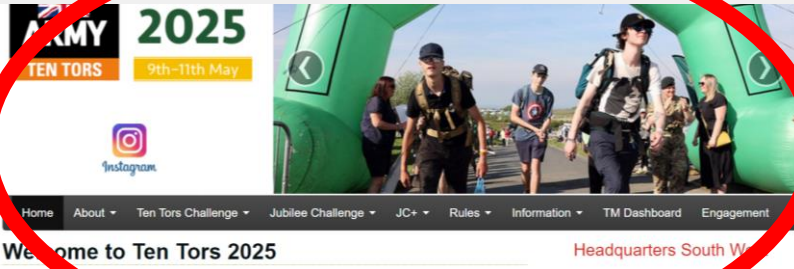 ARMY
TEN TORS
2025
9th-11th May
Instagram
Home About Ten Tors Challenge Jubilee Challenge JC+ Rules Information TM Dashboard Engagement
Welcome to Ten Tors 2025
Headquarters South